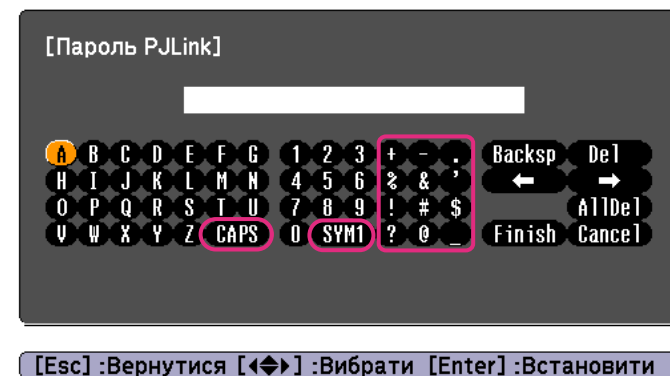 [Пароль PJLink]
A B C D E F G 1 2 3 + - . Backsp Del
H I J K L M N 4 5 6 % & ' ← →
O P Q R S T U 7 8 9 ! # $ AllDel
V W X Y Z CAPS 0 SYM1 ? @ _ Finish Cancel
[Esc] :Вернутися [◀◆▶] :Вибрати [Enter] :Встановити